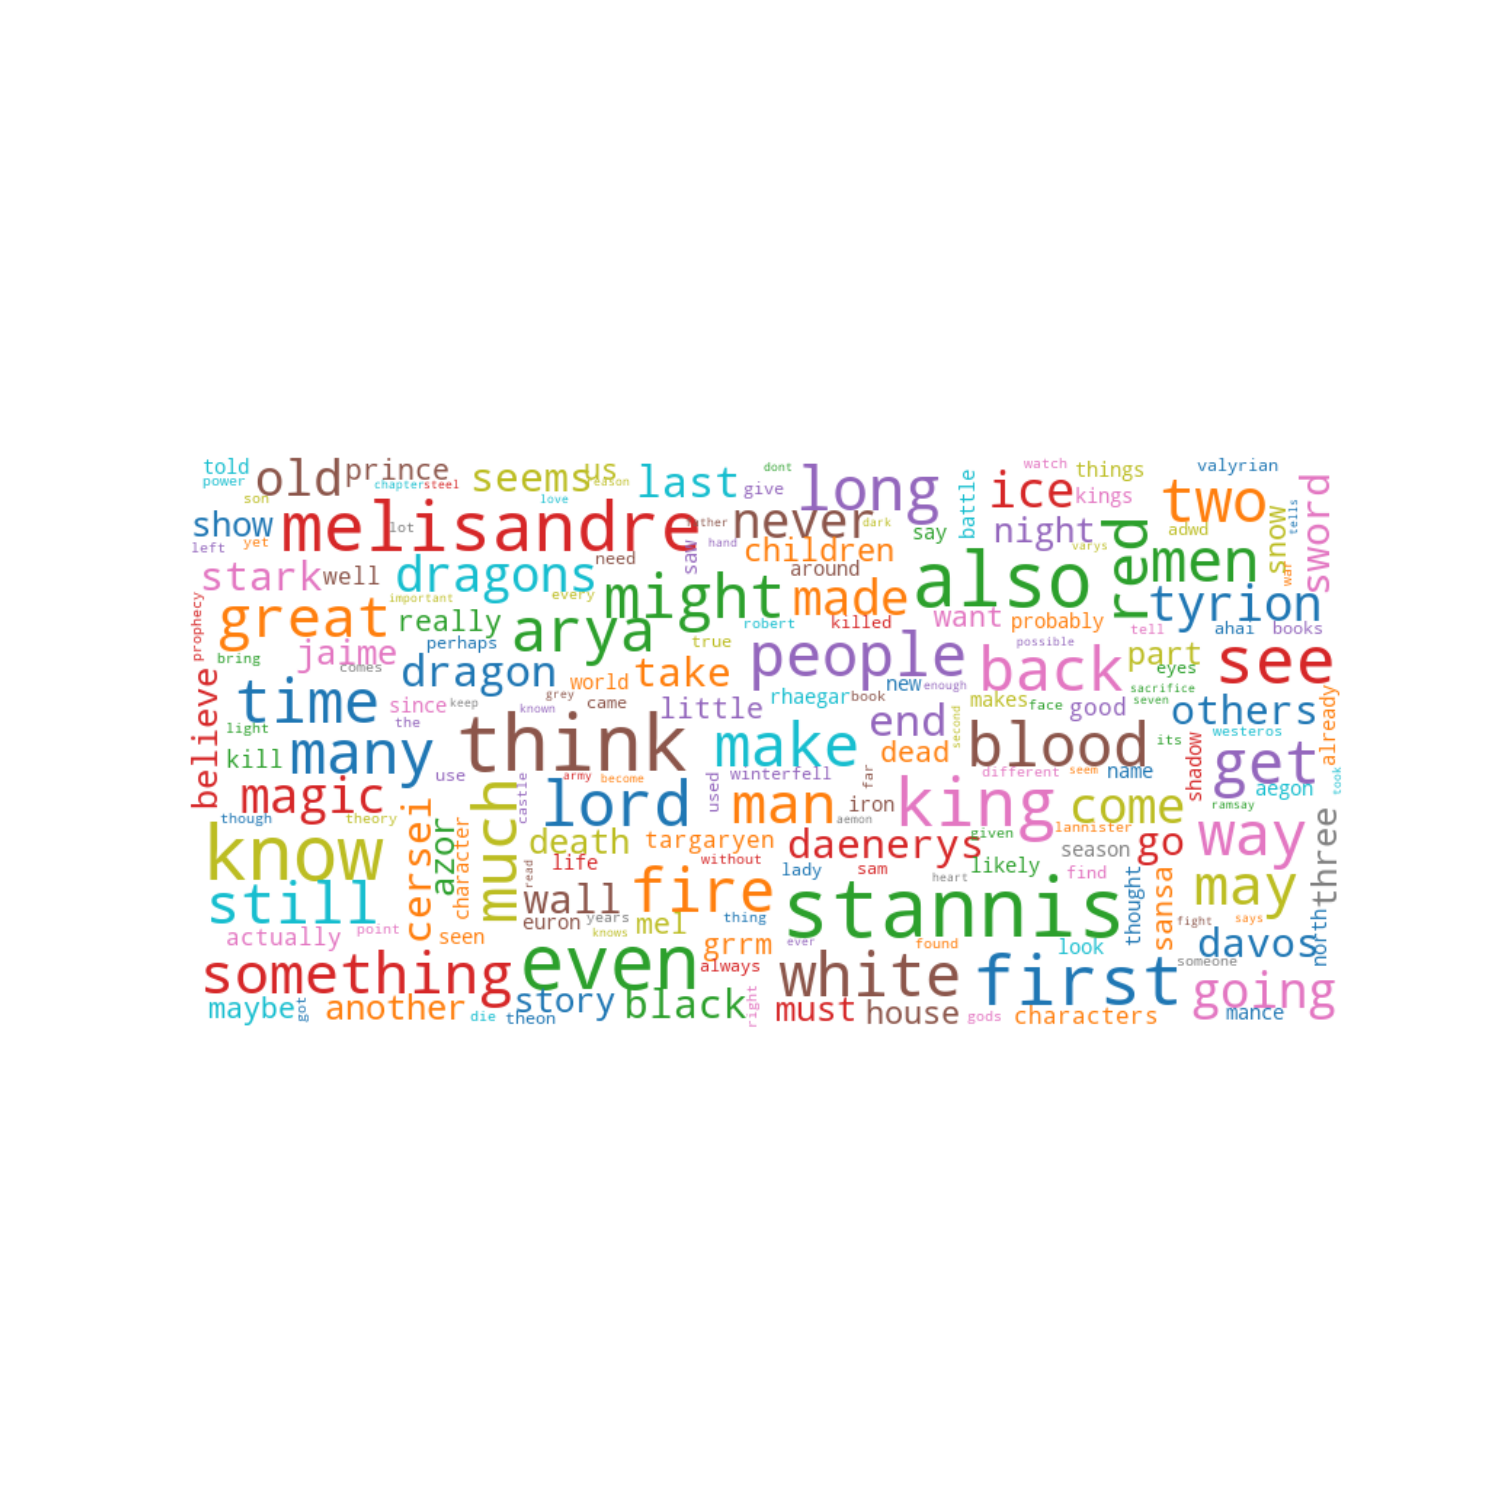 told
power
old
prince
seems
us
reason
last
dont
give
long
battle
ice
watch
things
kings
valyrian
two
sword
son
chapter
steel
love
show
melisandre
lot
father
never
dark
say
night
varys
adwd
snow
tells
left
yet
saw
hand
children
need
around
also
red
men
war
stark
well
dragons
might
made
want
probably
tyrion
prophecy
great
important
every
really
arya
robert
killed
true
tell
ahai
books
bring
jaime
perhaps
comes
people
possible
back
part
eyes
see
dragon
take
world
new
enough
sacrifice
seven
believe
time
since
keep
grey
came
known
little
rhaegar
book
makes
face
good
others
already
light
the
think
make
end
second
dead
blood
its
westeros
kill
many
use
army
become
used
winterfell
far
different
seem
name
shadow
get
aegon
took
magic
castle
lord
man
iron
aemon
king
come
ramsay
way
three
though
theory
cersei
azor
character
much
death
targaryen
daenerys
given
lannister
season
go
know
read
life
without
lady
sam
heart
likely
find
thought
sansa
may
still
wall
fire
stannis
euron
years
mel
thing
knows
fight
says
north
actually
point
seen
grrm
ever
found
look
davos
someone
something
even
always
white
first
going
maybe
got
another
die
theon
story
black
right
must
house
gods
characters
mance